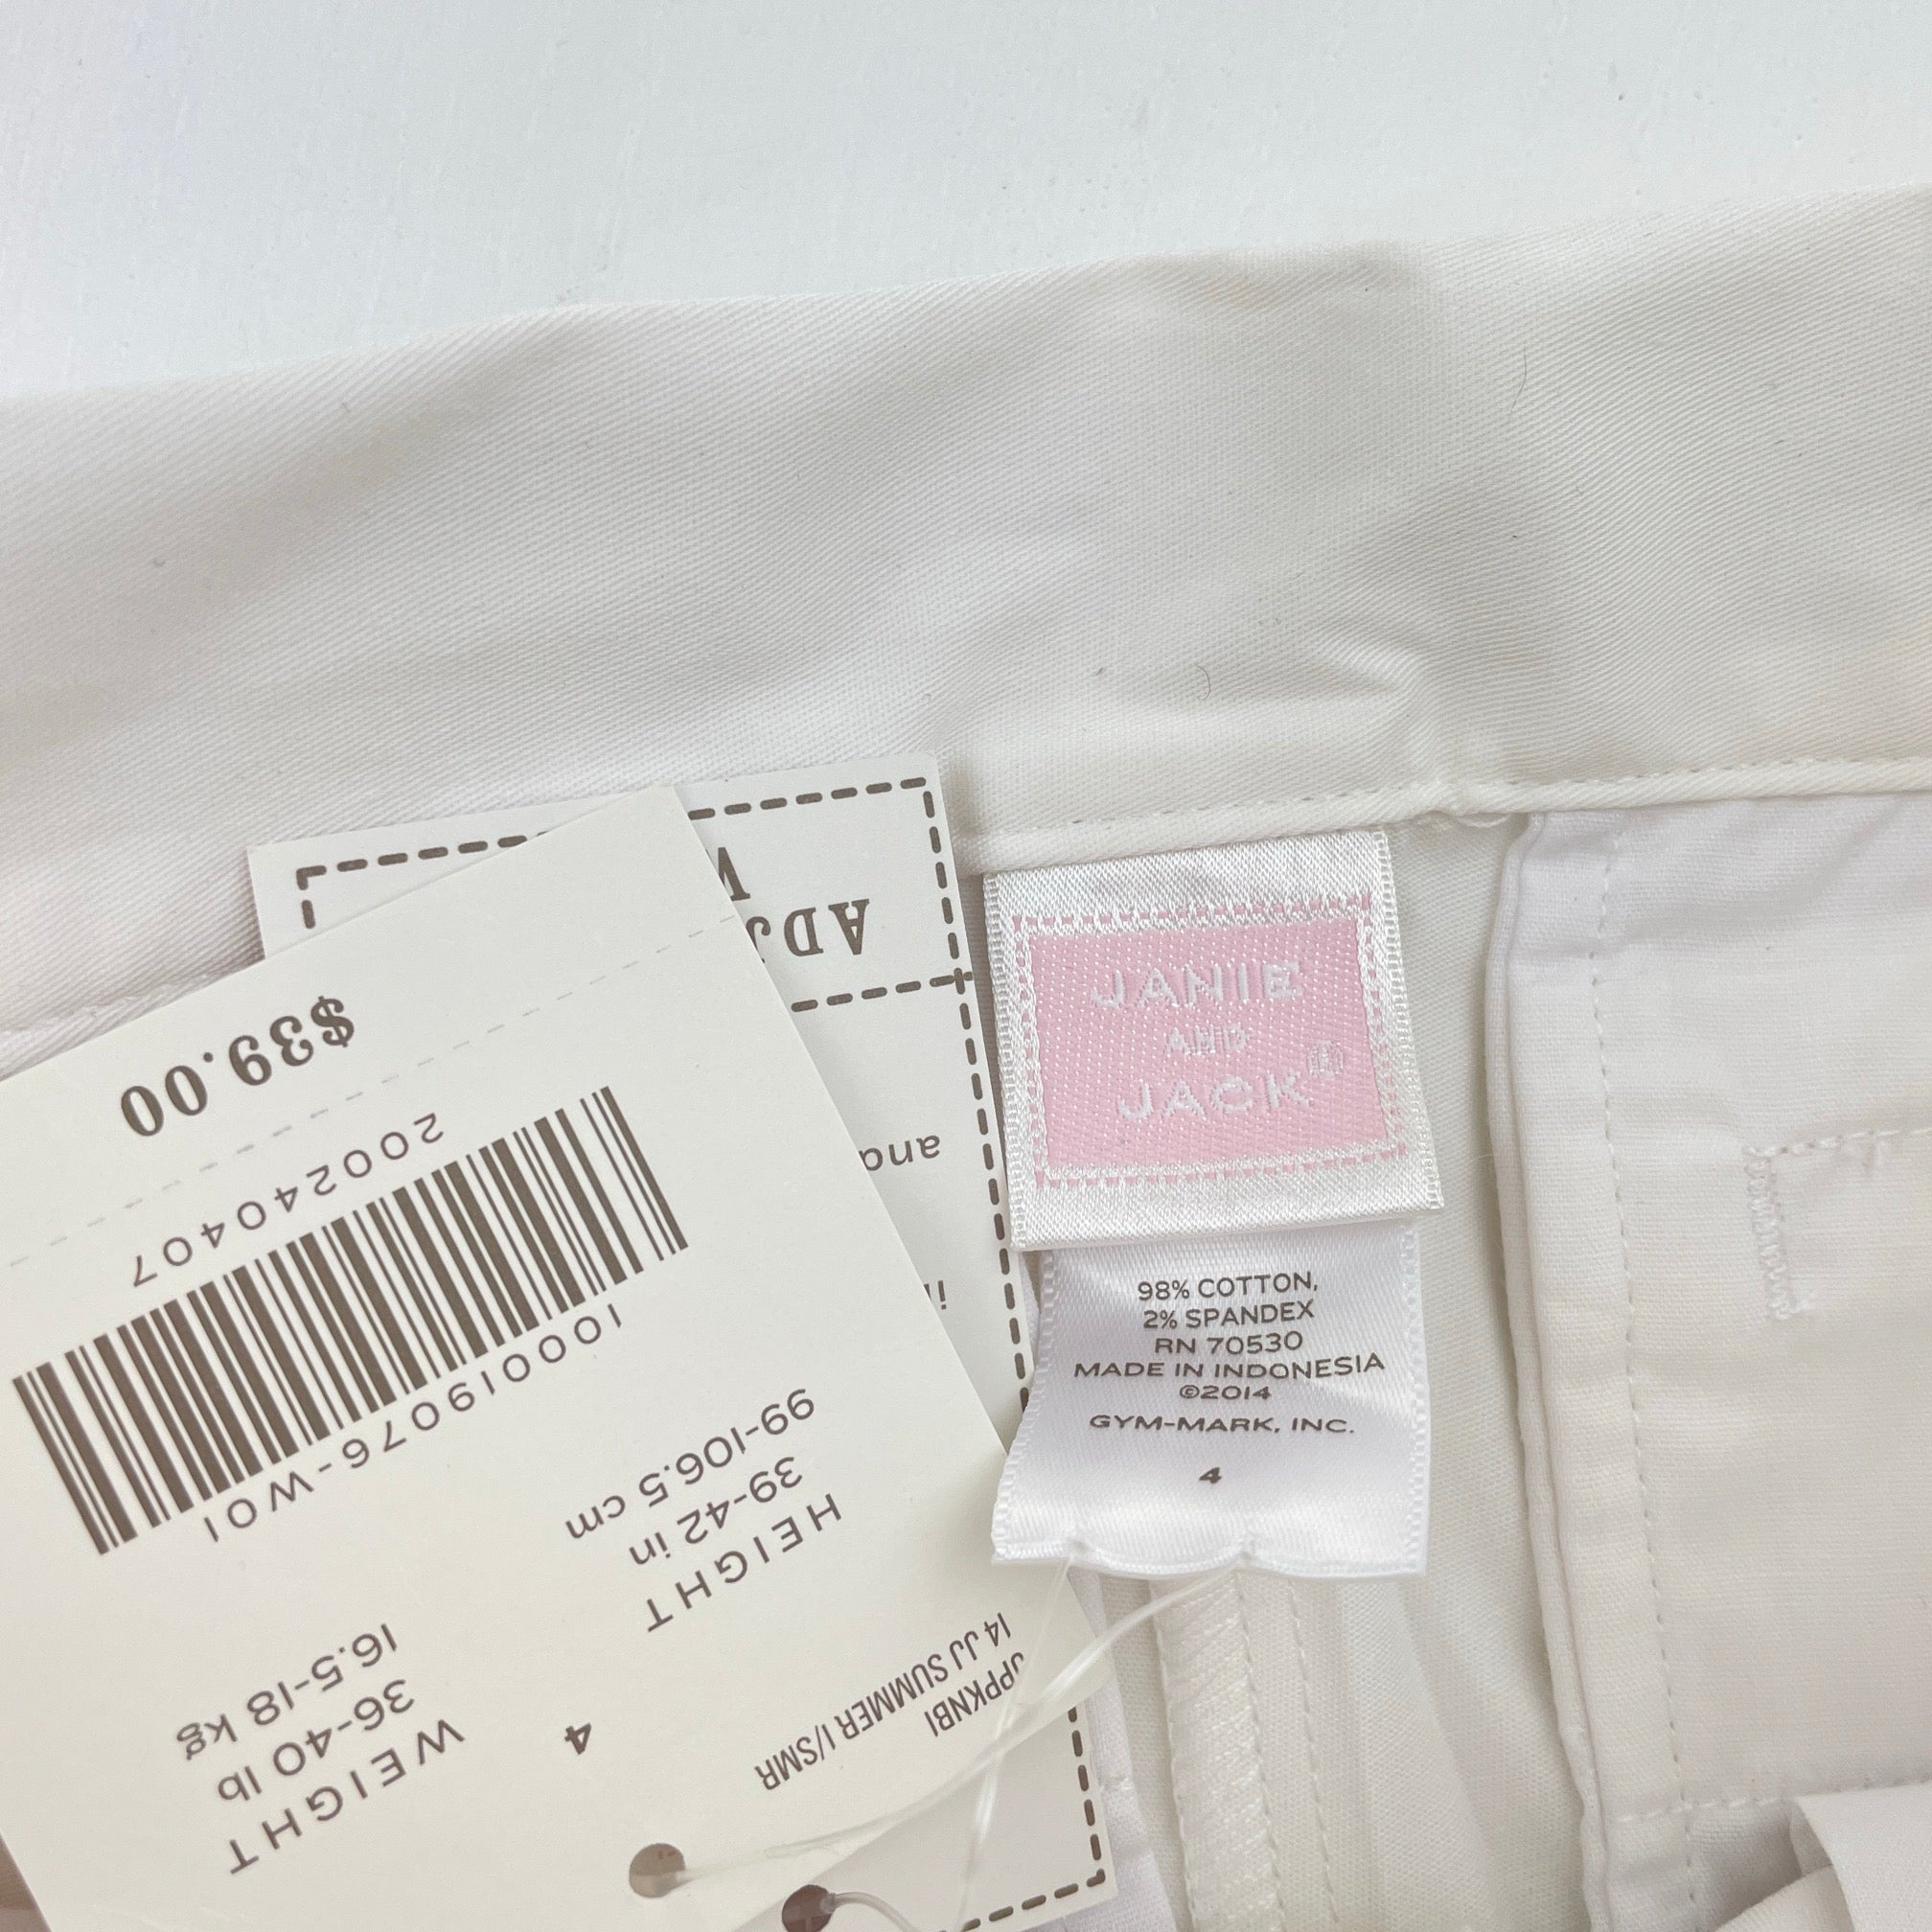 JANIE
AND
JACK®
98% COTTON,
2% SPANDEX
RN 70530
MADE IN INDONESIA
©2014
GYM-MARK, INC.
4
14 JJ SUMMER 1/SMR
4
HEIGHT
39-42 in
99-106.5 cm
WEIGHT
36-40 lb
16.5-18 kg
10019076-W01
200240407
$39.00
and